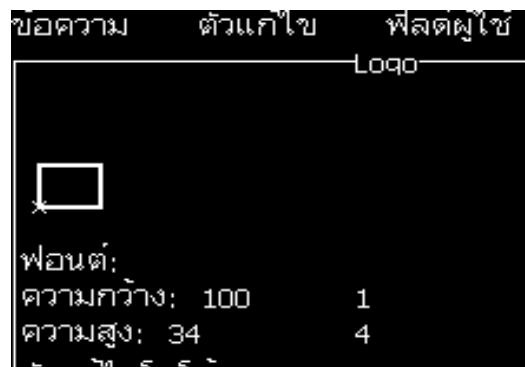 ข้อความ ตัวแก้ไข ฟิลด์ผู้ใช้
Logo
ฟอนต์:
ความกว้าง: 100 1
ความสูง: 34 4